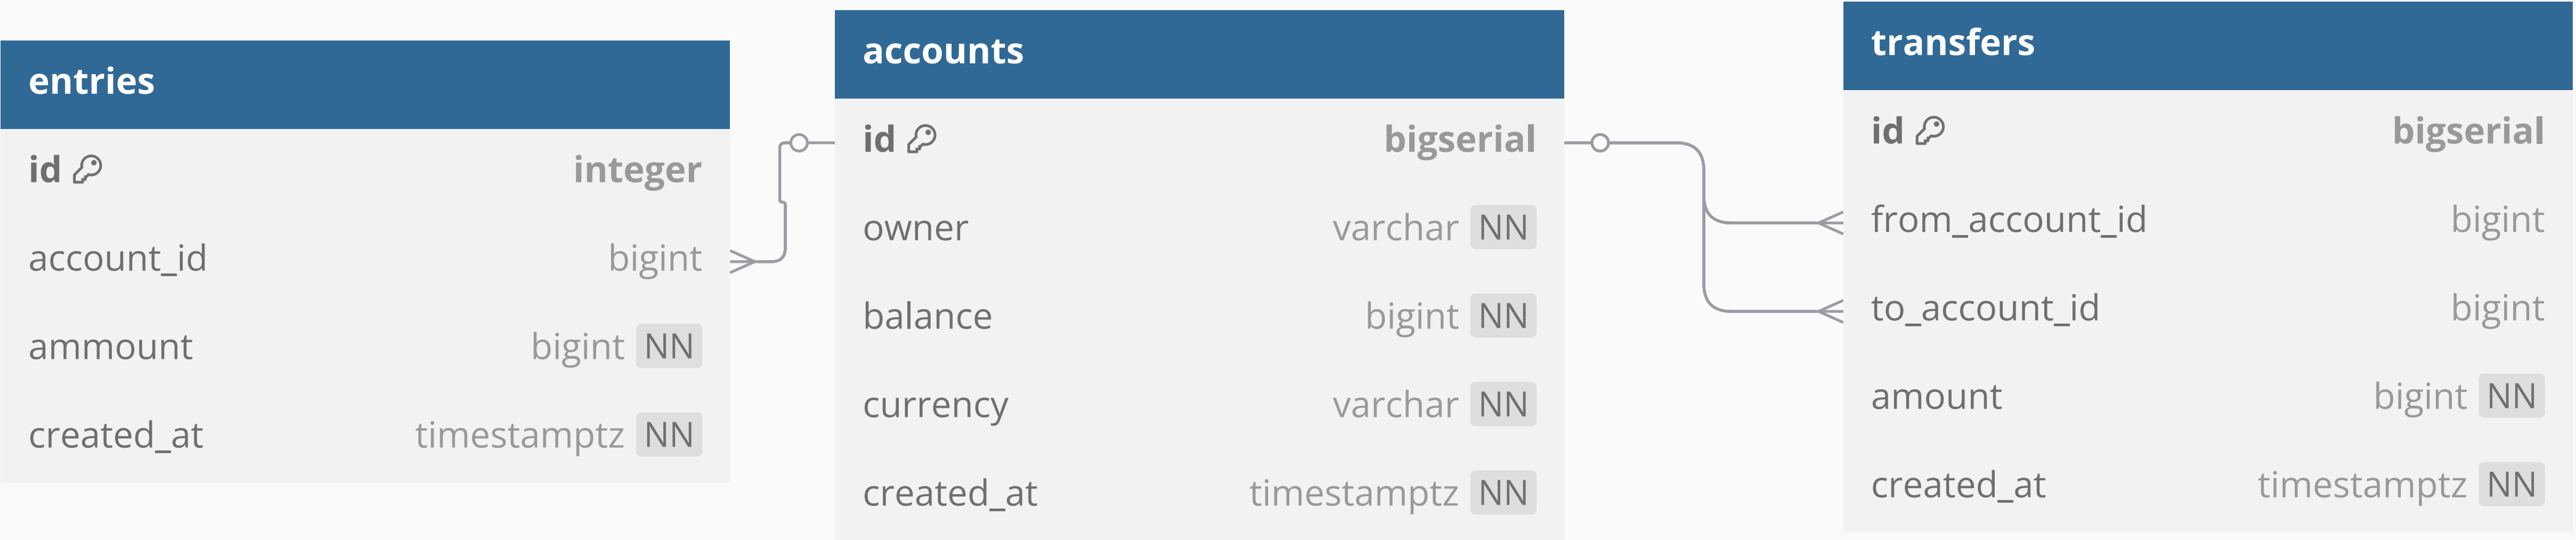 entries
id integer
account_id bigint
ammount bigint NN
created_at timestamptz NN
accounts
id bigserial
owner varchar NN
balance bigint NN
currency varchar NN
created_at timestamptz NN
transfers
id bigserial
from_account_id bigint
to_account_id bigint
amount bigint NN
created_at timestamptz NN